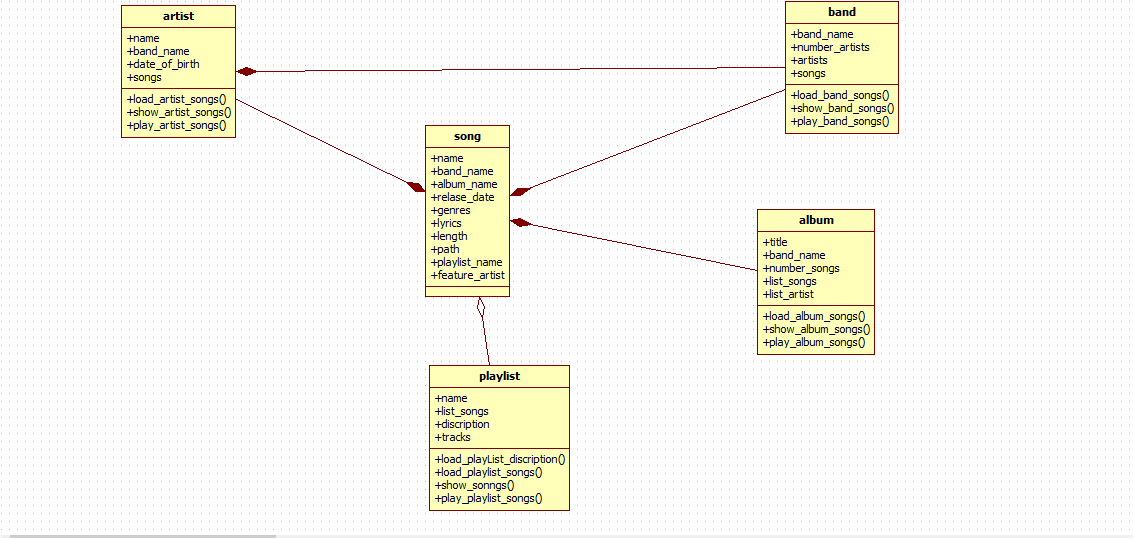 artist
+name
+band_name
+date_of_birth
+songs
+load_artist_songs()
+show_artist_songs()
+play_artist_songs()
band
+band_name
+number_artists
+artists
+songs
+load_band_songs()
+show_band_songs()
+play_band_songs()
song
+name
+band_name
+album_name
+relase_date
+genres
+lyrics
+length
+path
+playlist_name
+feature_artist
album
+title
+band_name
+number_songs
+list_songs
+list_artist
+load_album_songs()
+show_album_songs()
+play_album_songs()
playlist
+name
+list_songs
+discription
+tracks
+load_playList_discription()
+load_playlist_songs()
+show_sonngs()
+play_playlist_songs()